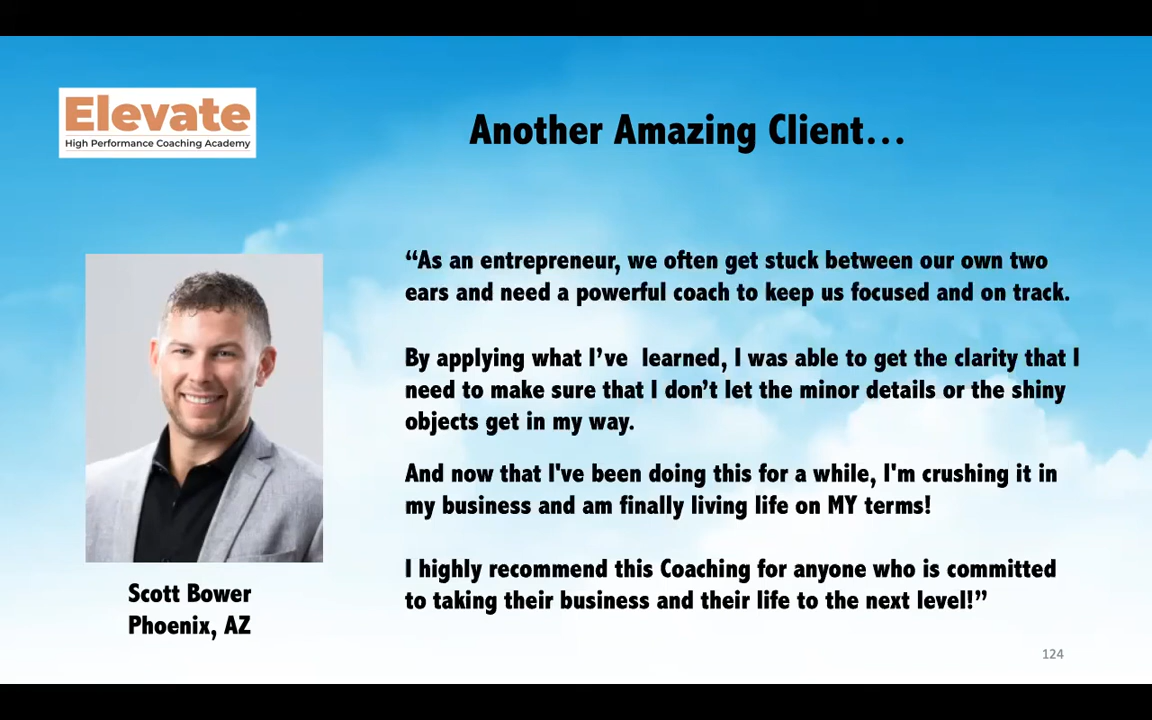 Elevate
High Performance Coaching Academy
Another Amazing Client...
“As an entrepreneur, we often get stuck between our own two
ears and need a powerful coach to keep us focused and on track.
By applying what I’ve  learned, I was able to get the clarity that I
need to make sure that I don’t let the minor details or the shiny
objects get in my way.
And now that I've been doing this for a while, I'm crushing it in
my business and am finally living life on MY terms!
I highly recommend this Coaching for anyone who is committed
to taking their business and their life to the next level!”
Scott Bower
Phoenix, AZ
124